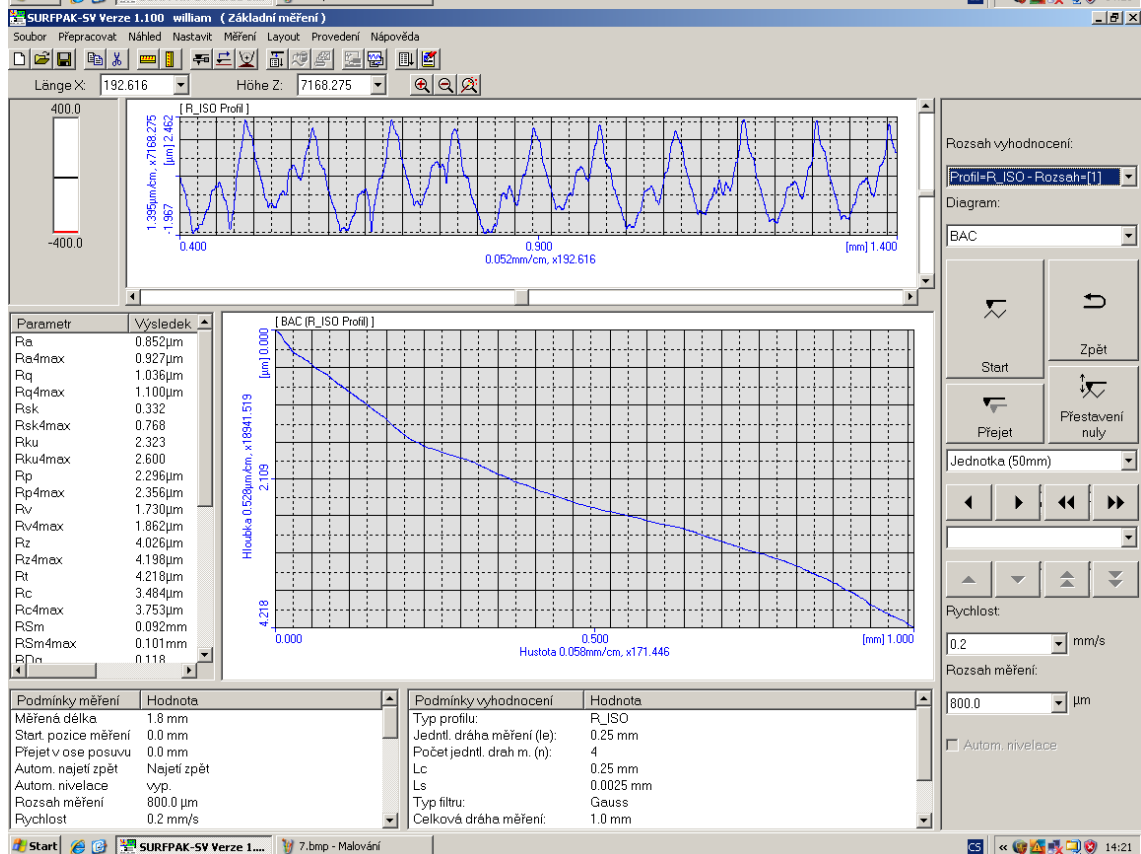 SURFPAK-SV Verze 1.100 william ( Základní měření )
Soubor Přepracovat Náhled Nastavit Měření Layout Provedení Nápověda
Länge X: 192.616 Höhe Z: 7168.275
400.0
-400.0
[ R_ISO Profil ]
1.395µm/cm, x7168.275
-1.967 [µm] 2.462
0.400 0.900 [mm] 1.400
0.052mm/cm, x192.616
Parametr Výsledek
Ra 0.852µm
Ra4max 0.927µm
Rq 1.036µm
Rq4max 1.100µm
Rsk 0.332
Rsk4max 0.768
Rku 2.323
Rku4max 2.600
Rp 2.296µm
Rp4max 2.356µm
Rv 1.730µm
Rv4max 1.862µm
Rz 4.026µm
Rz4max 4.198µm
Rt 4.218µm
Rc 3.484µm
Rc4max 3.753µm
RSm 0.092mm
RSm4max 0.101mm
RDq 0.118
[ BAC (R_ISO Profil) ]
Hloubka 0.528µm/cm, x18941.519
4.218 2.109 [µm] 0.000
0.000 0.500 [mm] 1.000
Hustota 0.058mm/cm, x171.446
Rozsah vyhodnocení:
Profil=R_ISO - Rozsah=[1]
Diagram:
BAC
Start
Zpět
Přejet
Přestavení
nuly
Jednotka (50mm)
Rychlost:
0.2 mm/s
Rozsah měření:
800.0 µm
Autom. nivelace
Podmínky měření Hodnota
Měřená délka 1.8 mm
Start. pozice měření 0.0 mm
Přejet v ose posuvu 0.0 mm
Autom. najetí zpět Najetí zpět
Autom. nivelace vyp.
Rozsah měření 800.0 µm
Rychlost 0.2 mm/s
Podmínky vyhodnocení Hodnota
Typ profilu: R_ISO
Jedntl. dráha měření (le): 0.25 mm
Počet jedntl. drah m. (n): 4
Lc 0.25 mm
Ls 0.0025 mm
Typ filtru: Gauss
Celková dráha měření: 1.0 mm
Start SURFPAK-SV Verze 1.... 7.bmp - Malování CS 14:21